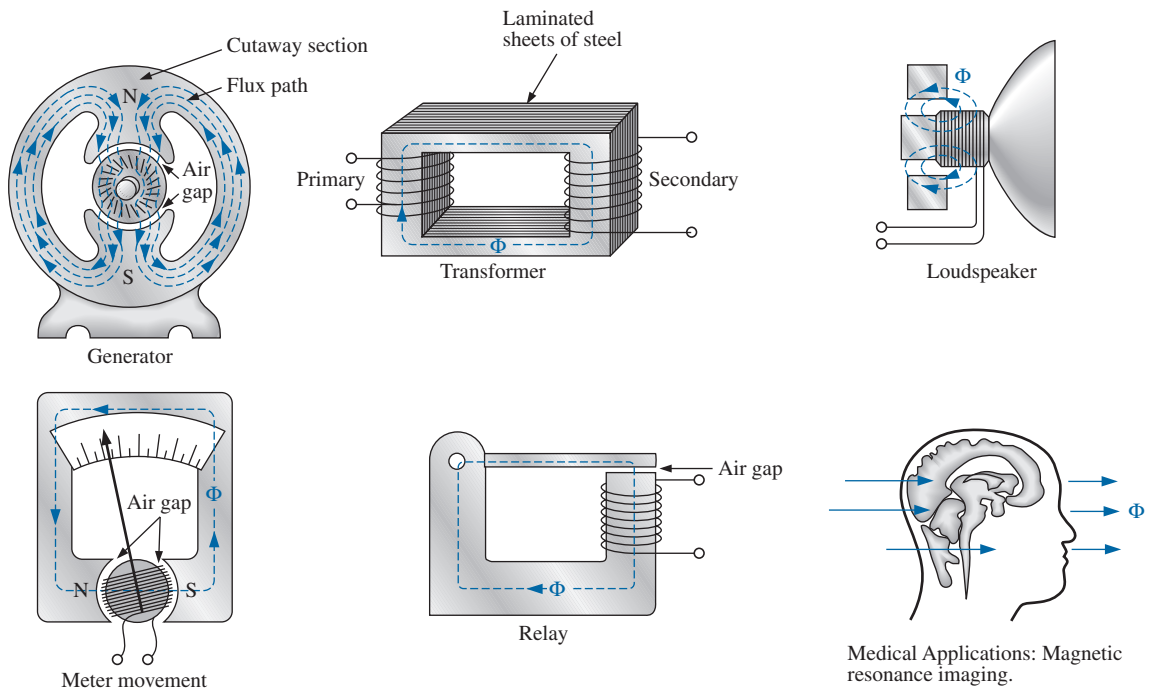 Cutaway section
Flux path
N
Air
gap
S
Generator
Laminated
sheets of steel
Primary
Secondary
Φ
Transformer
Φ
Loudspeaker
Φ
Air gap
N
S
Meter movement
Air gap
Φ
Relay
Φ
Medical Applications: Magnetic
resonance imaging.